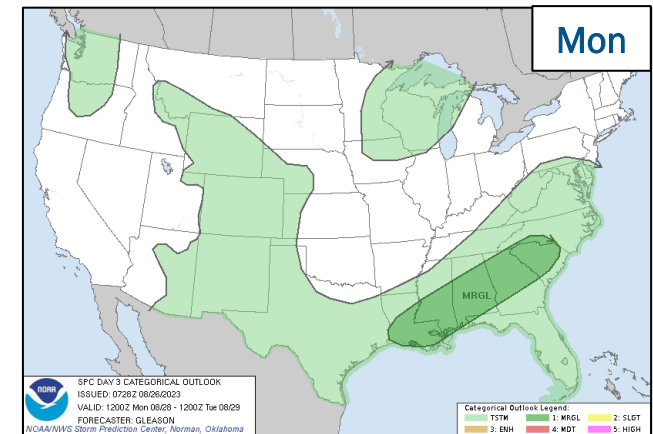 Mon
MRGL
NOAA
SPC DAY 3 CATEGORICAL OUTLOOK
ISSUED: 0728Z 08/26/2023
VALID: 1200Z Mon 08/28 - 1200Z Tue 08/29
FORECASTER: GLEASON
NOAA/NWS Storm Prediction Center, Norman, Oklahoma
Categorical Outlook Legend:
TSTM 1: MRGL 2: SLGT
3: ENH 4: MDT 5: HIGH